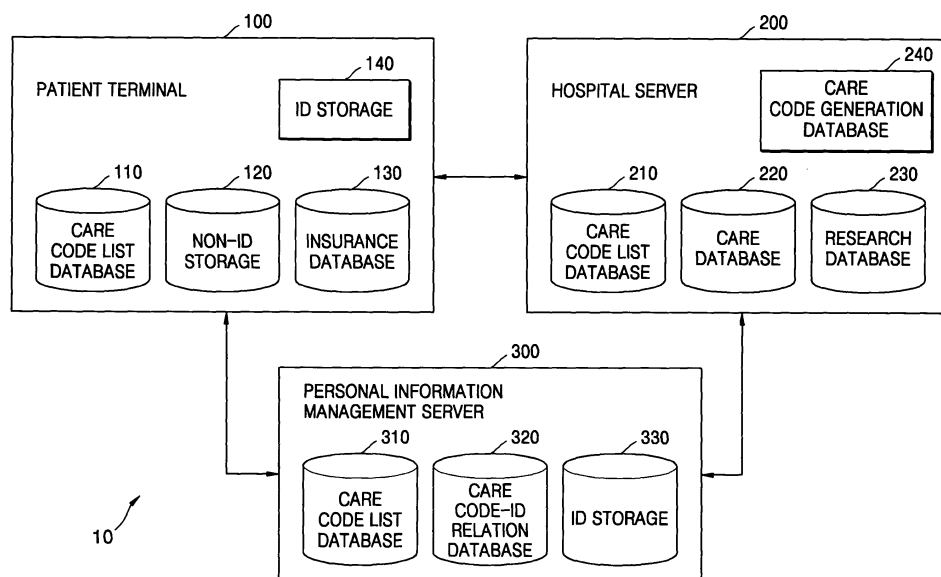 100
PATIENT TERMINAL
140
ID STORAGE
110
CARE
CODE LIST
DATABASE
120
NON-ID
STORAGE
130
INSURANCE
DATABASE
200
HOSPITAL SERVER
240
CARE
CODE GENERATION
DATABASE
210
CARE
CODE LIST
DATABASE
220
CARE
DATABASE
230
RESEARCH
DATABASE
300
PERSONAL INFORMATION
MANAGEMENT SERVER
310
CARE
CODE LIST
DATABASE
320
CARE
CODE-ID
RELATION
DATABASE
330
ID STORAGE
10